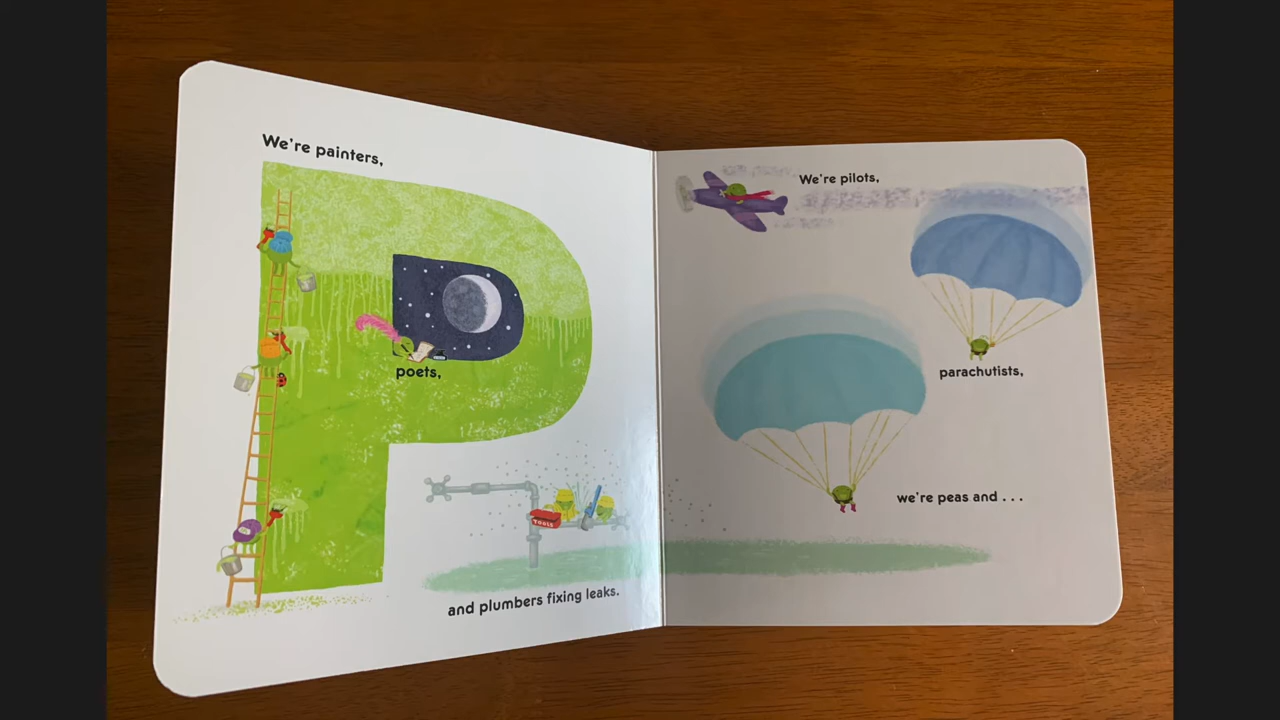 We're painters,
poets,
TOOLS
and plumbers fixing leaks.
We're pilots,
parachutists,
we're peas and . . .